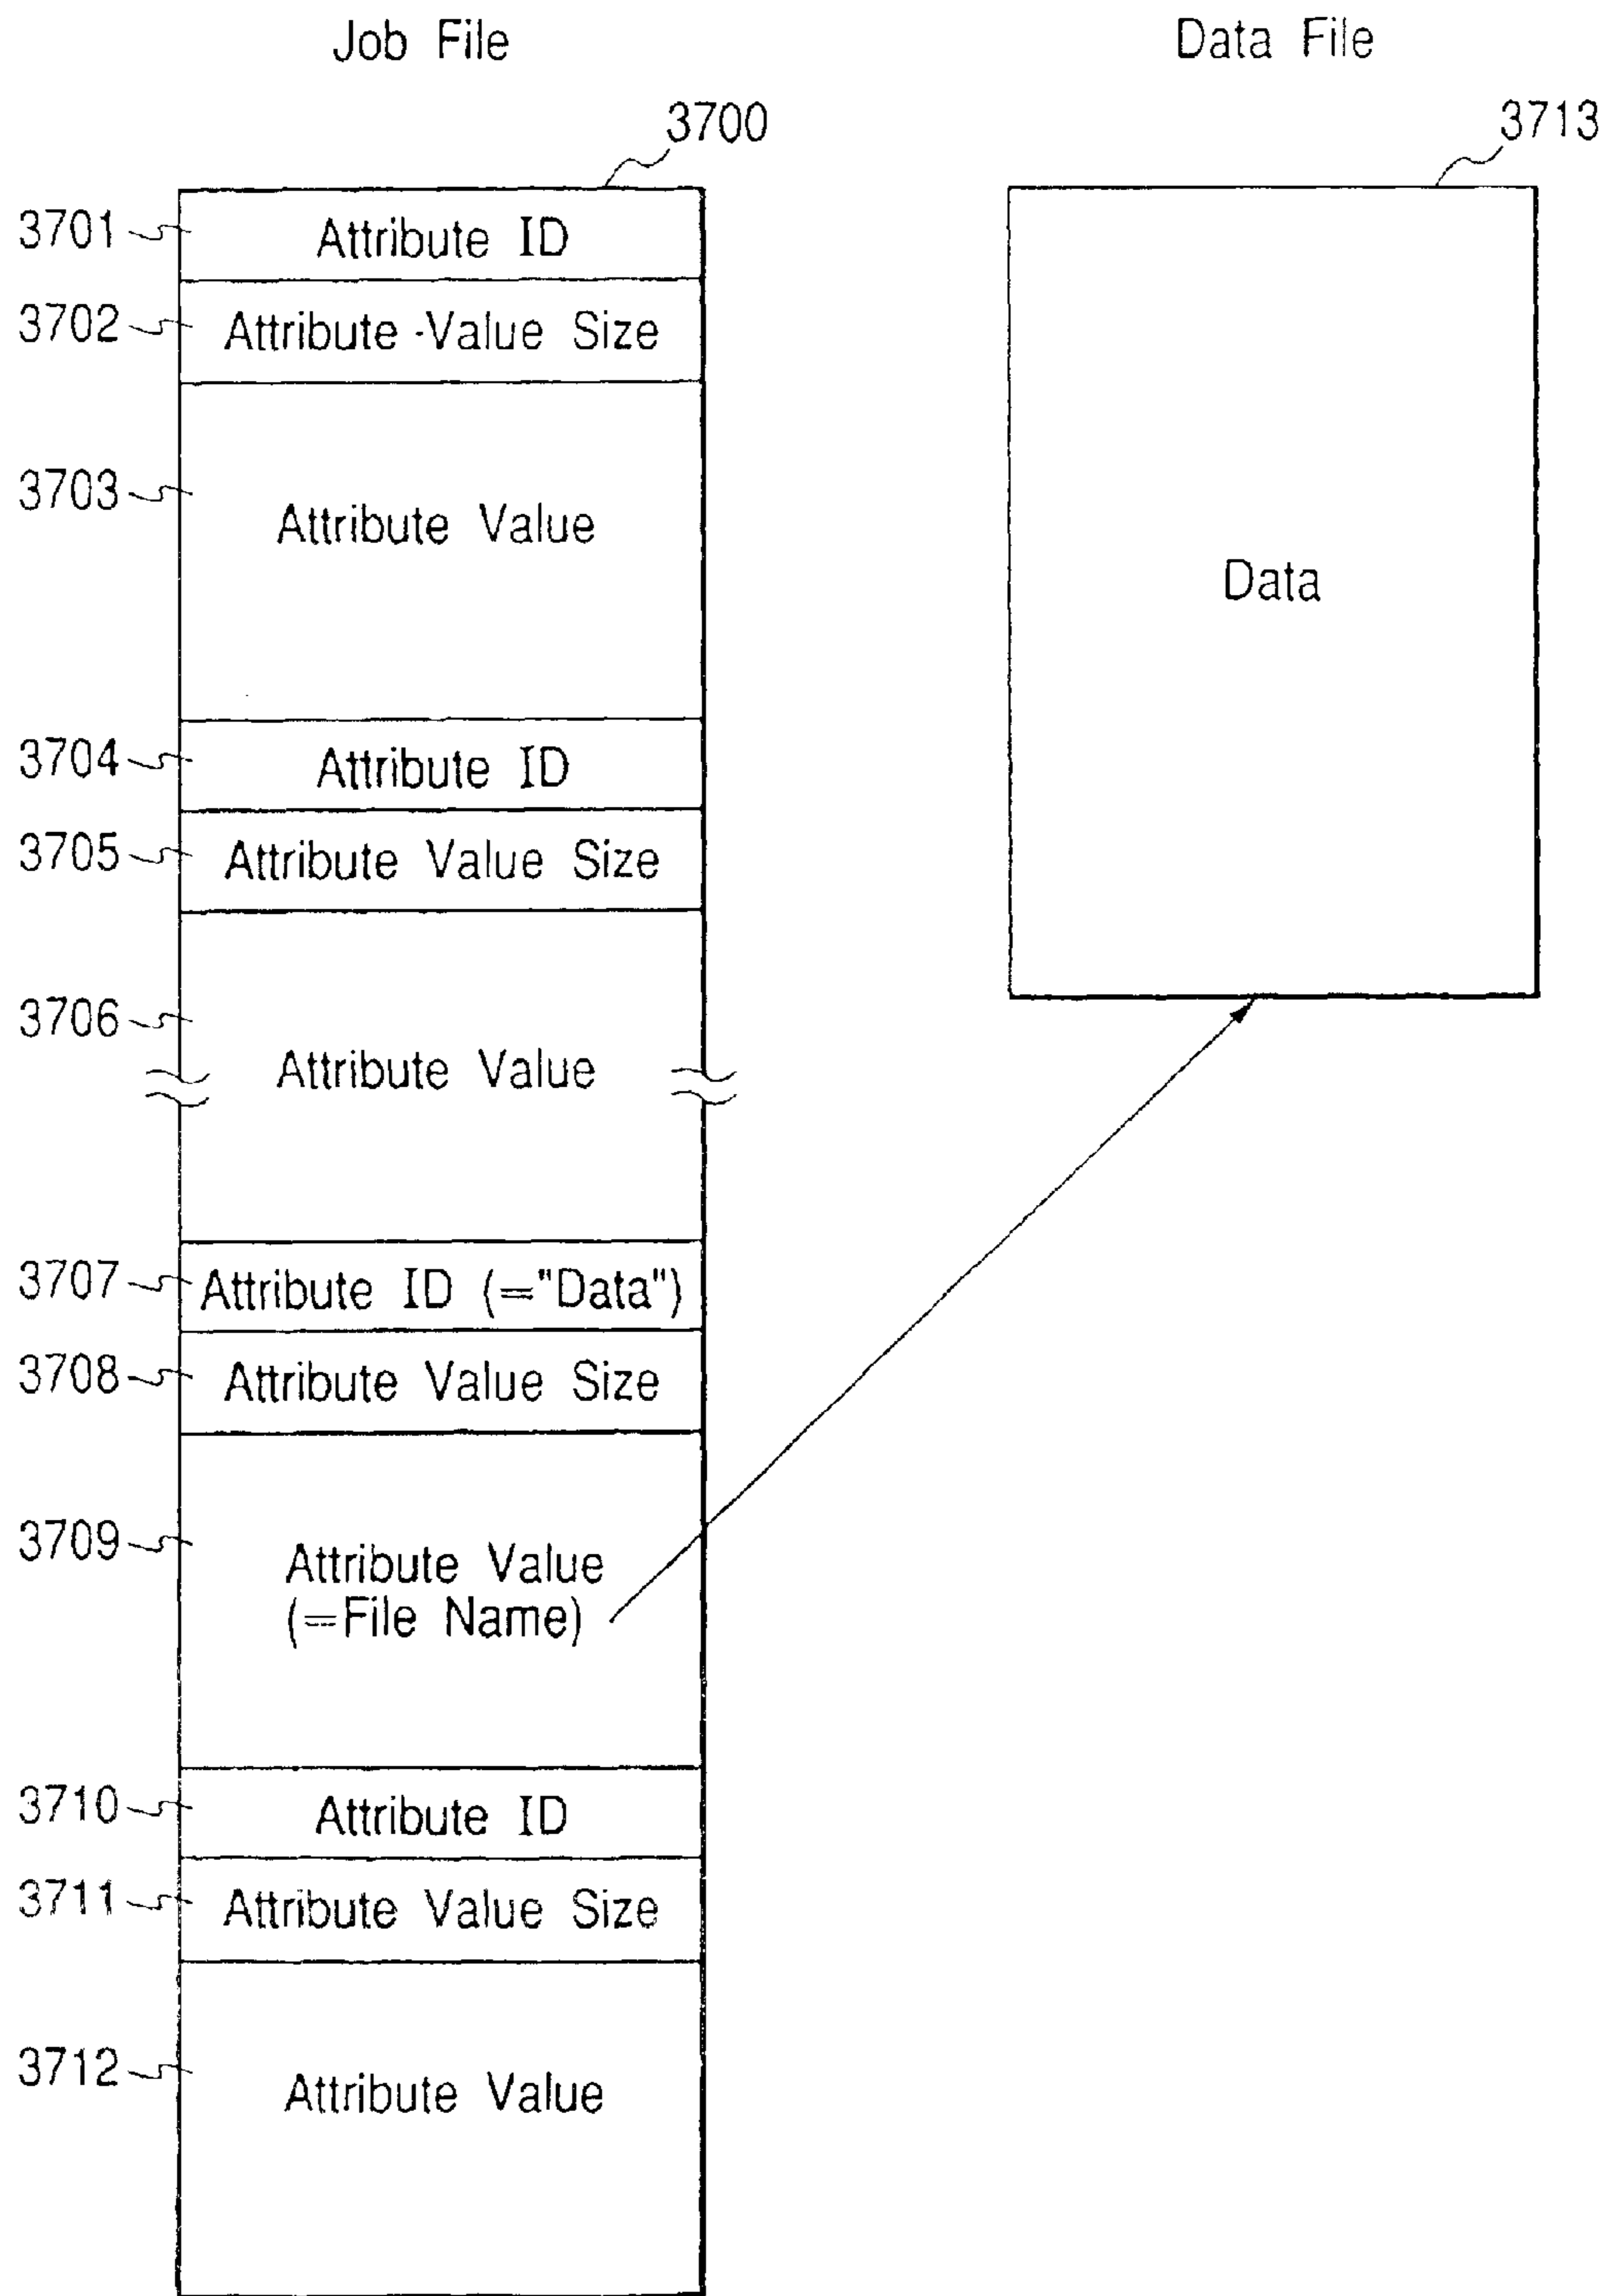 Job File
Data File
3700
3713
3701
Attribute ID
3702
Attribute-Value Size
3703
Attribute Value
Data
3704
Attribute ID
3705
Attribute Value Size
3706
Attribute Value
3707
Attribute ID (="Data")
3708
Attribute Value Size
3709
Attribute Value
(=File Name)
3710
Attribute ID
3711
Attribute Value Size
3712
Attribute Value